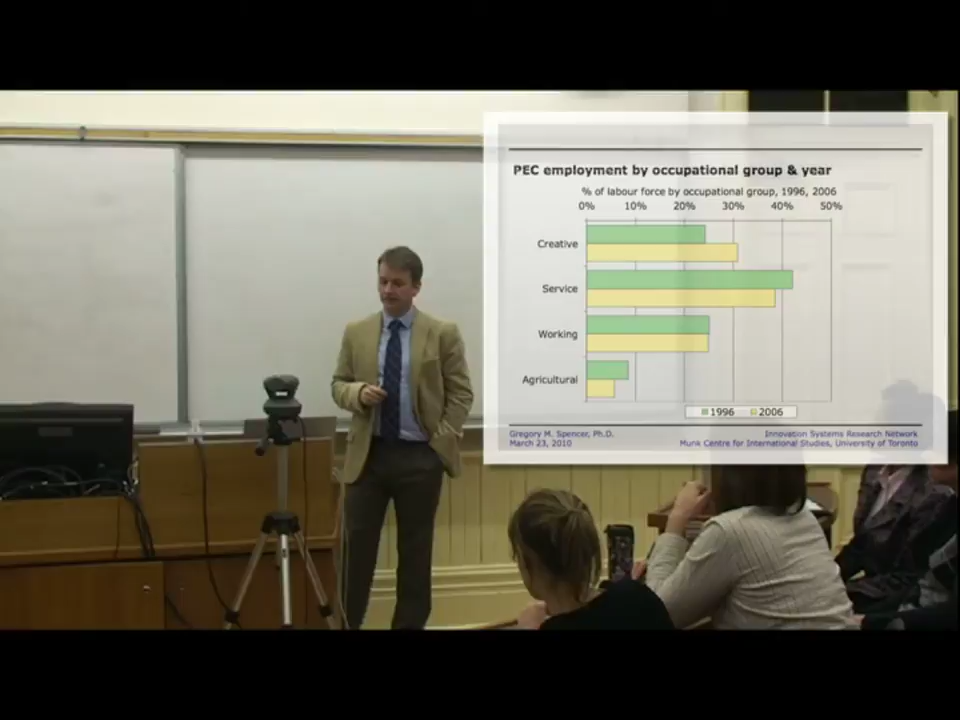 PEC employment by occupational group & year
% of labour force by occupational group, 1996, 2006
0% 10% 20% 30% 40% 50%
Creative
Service
Working
Agricultural
1996 2006
Gregory M. Spencer, Ph.D. Innovation Systems Research Network
March 23, 2010 Munk Centre for International Studies, University of Toronto